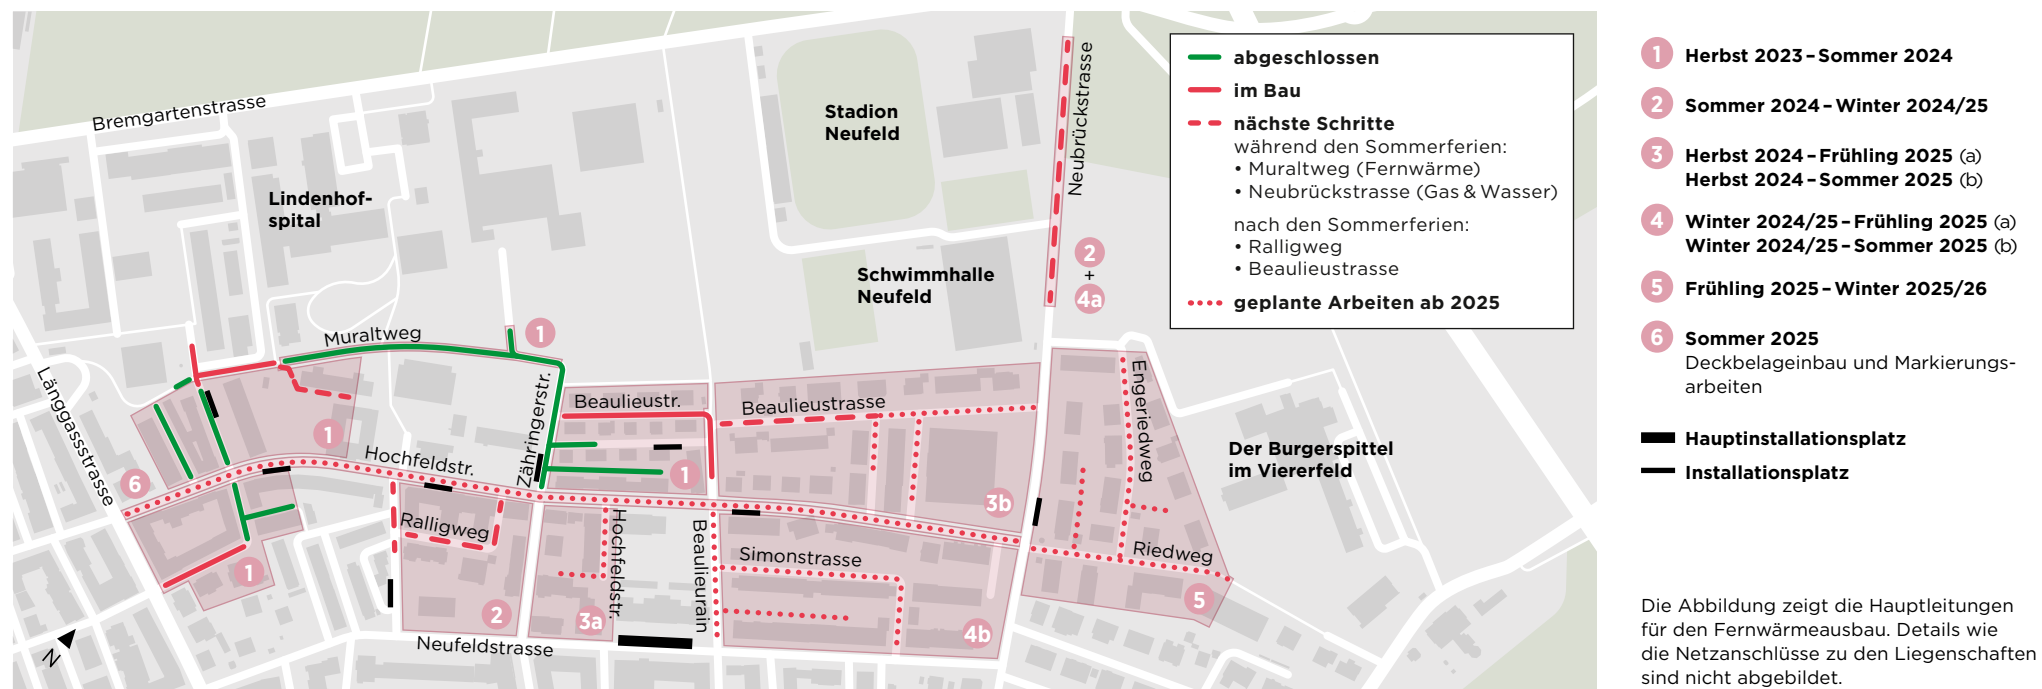 Bremgartenstrasse
Lindenhof-
spital
Stadion
Neufeld
Schwimmhalle
Neufeld
Neubrückstrasse
2
+
4a
Muraltweg
1
Länggassstrasse
1
Hochfeldstr.
Zähringerstr.
Beaulieustr.
1
Beaulieustrasse
3b
Engeriedweg
Der Burgerspittel
im Viererfeld
Riedweg
5
6
1
Ralligweg
2
Hochfeldstr.
3a
Beaulieurain
Simonstrasse
4b
Neufeldstrasse
N
abgeschlossen
im Bau
nächste Schritte
während den Sommerferien:
• Muraltweg (Fernwärme)
• Neubrückstrasse (Gas & Wasser)
nach den Sommerferien:
• Ralligweg
• Beaulieustrasse
geplante Arbeiten ab 2025
1 Herbst 2023 – Sommer 2024
2 Sommer 2024 – Winter 2024/25
3 Herbst 2024 – Frühling 2025 (a)
Herbst 2024 – Sommer 2025 (b)
4 Winter 2024/25 – Frühling 2025 (a)
Winter 2024/25 – Sommer 2025 (b)
5 Frühling 2025 – Winter 2025/26
6 Sommer 2025
Deckbelageinbau und Markierungs-
arbeiten
Hauptinstallationsplatz
Installationsplatz
Die Abbildung zeigt die Hauptleitungen
für den Fernwärmeausbau. Details wie
die Netzanschlüsse zu den Liegenschaften
sind nicht abgebildet.